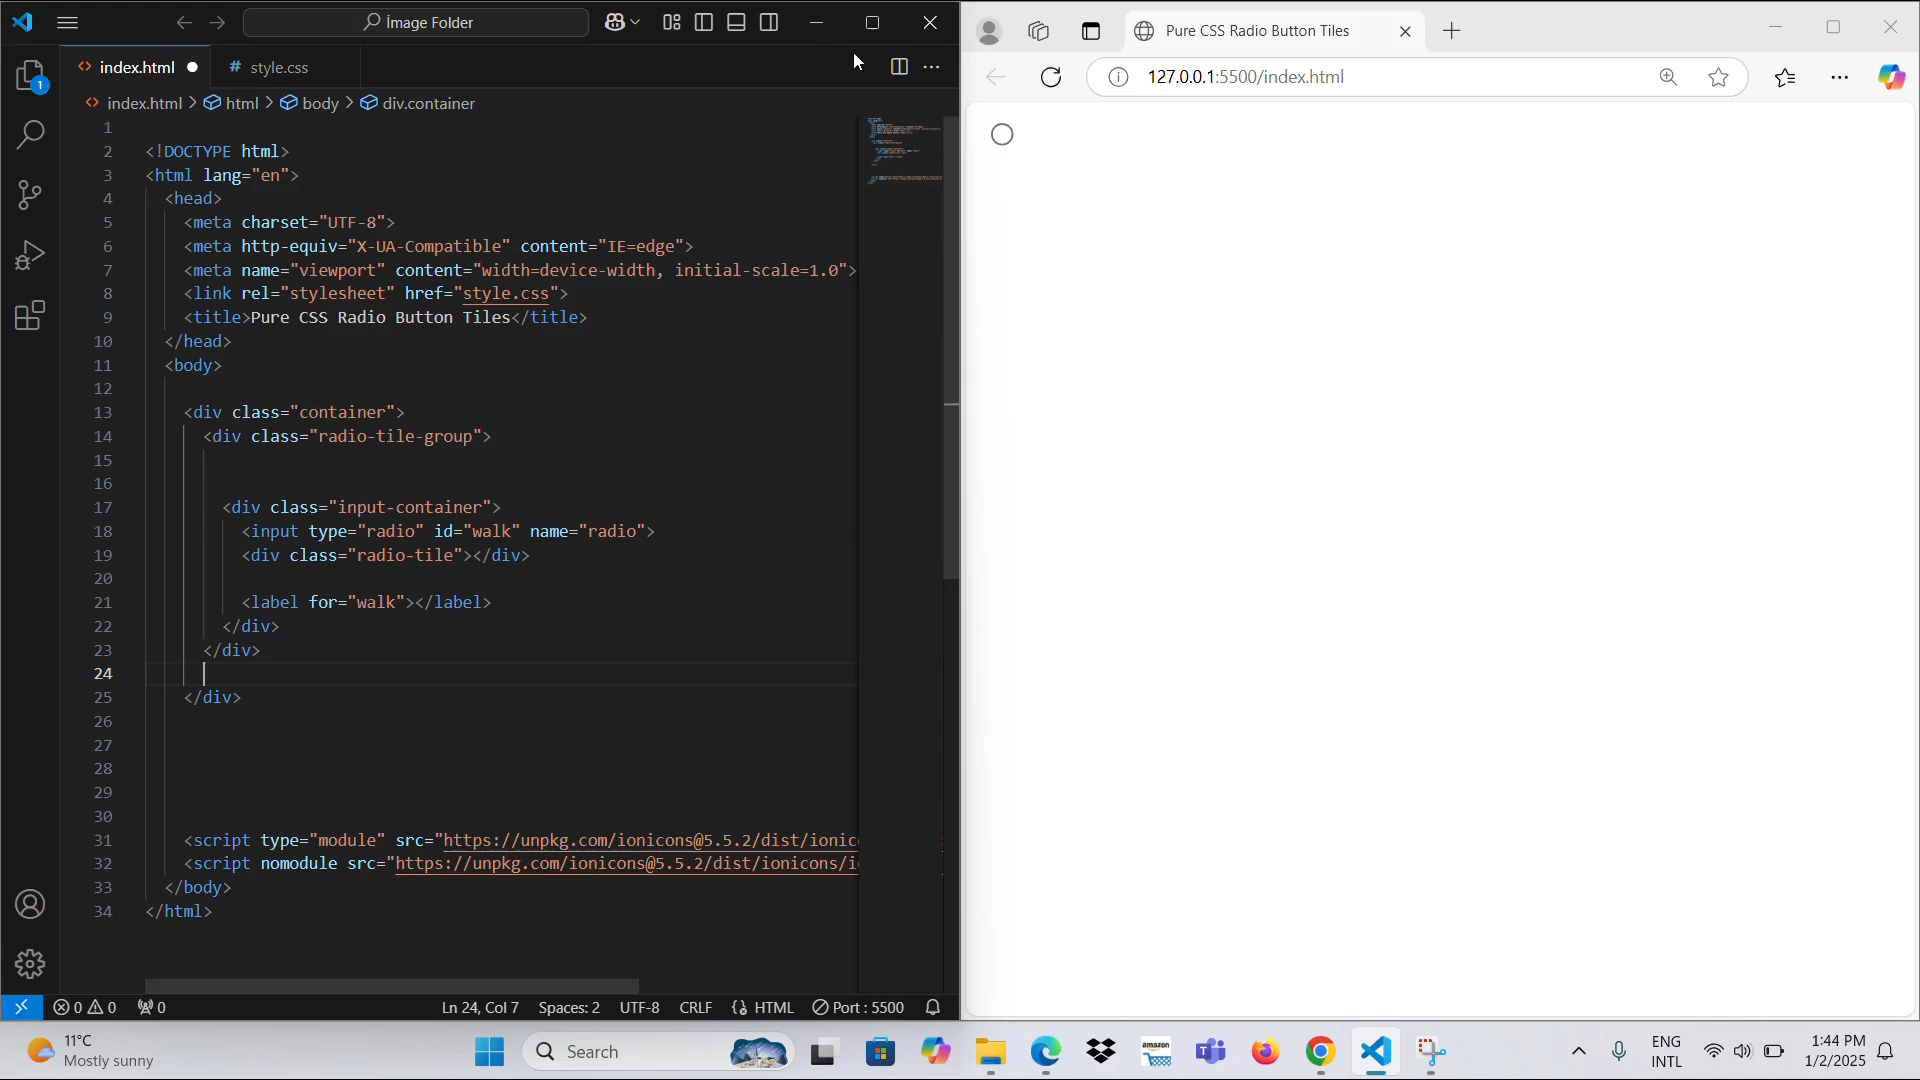 İmage Folder
index.html
# style.css
index.html > html > body > div.container
1
2 <!DOCTYPE html>
3 <html lang="en">
4 <head>
5 <meta charset="UTF-8">
6 <meta http-equiv="X-UA-Compatible" content="IE=edge">
7 <meta name="viewport" content="width=device-width, initial-scale=1.0">
8 <link rel="stylesheet" href="style.css">
9 <title>Pure CSS Radio Button Tiles</title>
10 </head>
11 <body>
12
13 <div class="container">
14 <div class="radio-tile-group">
15
16
17 <div class="input-container">
18 <input type="radio" id="walk" name="radio">
19 <div class="radio-tile"></div>
20
21 <label for="walk"></label>
22 </div>
23 </div>
24
25 </div>
26
27
28
29
30
31 <script type="module" src="https://unpkg.com/ionicons@5.5.2/dist/ionic
32 <script nomodule src="https://unpkg.com/ionicons@5.5.2/dist/ionicons/i
33 </body>
34 </html>
1
0 0 0
Ln 24, Col 7 Spaces: 2 UTF-8 CRLF HTML Port : 5500
Pure CSS Radio Button Tiles
127.0.0.1:5500/index.html
11°C
Mostly sunny
Search
amazon
ENG
INTL
1:44 PM
1/2/2025